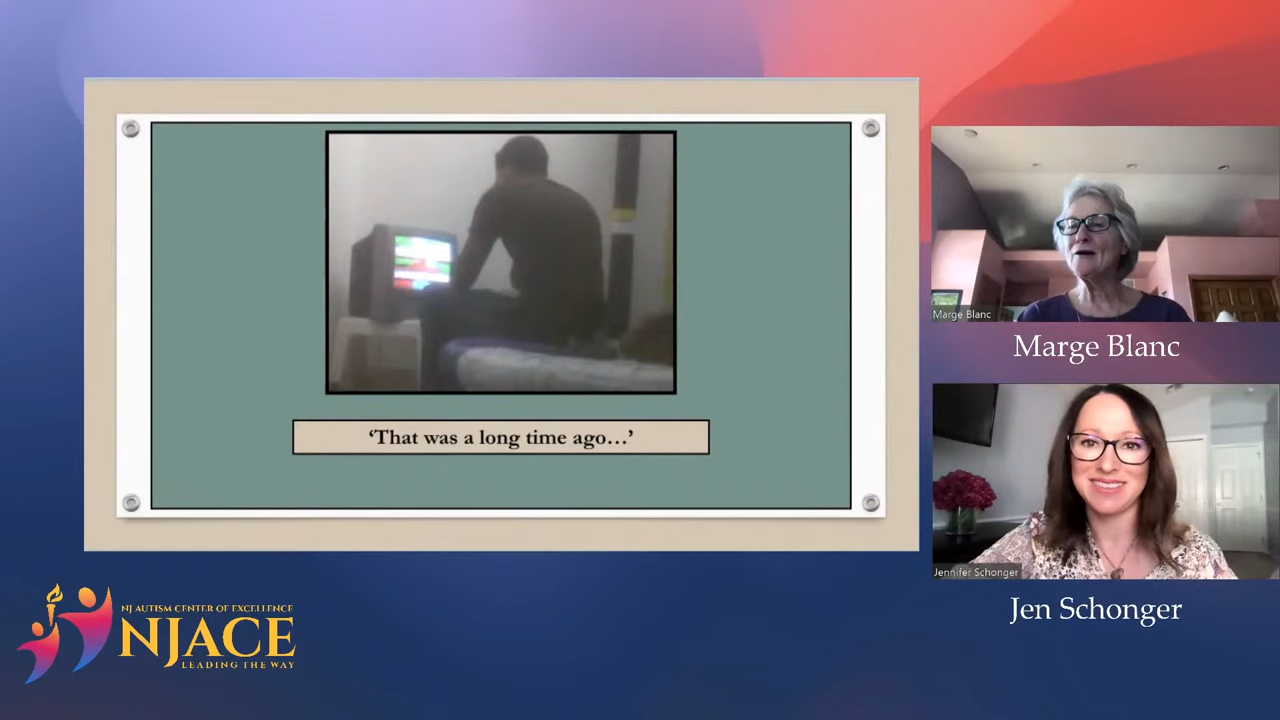 ‘That was a long time ago…’
Marge Blanc
Marge Blanc
Jennifer Schonger
Jen Schonger
NJ AUTISM CENTER OF EXCELLENCE
NJACE
LEADING THE WAY